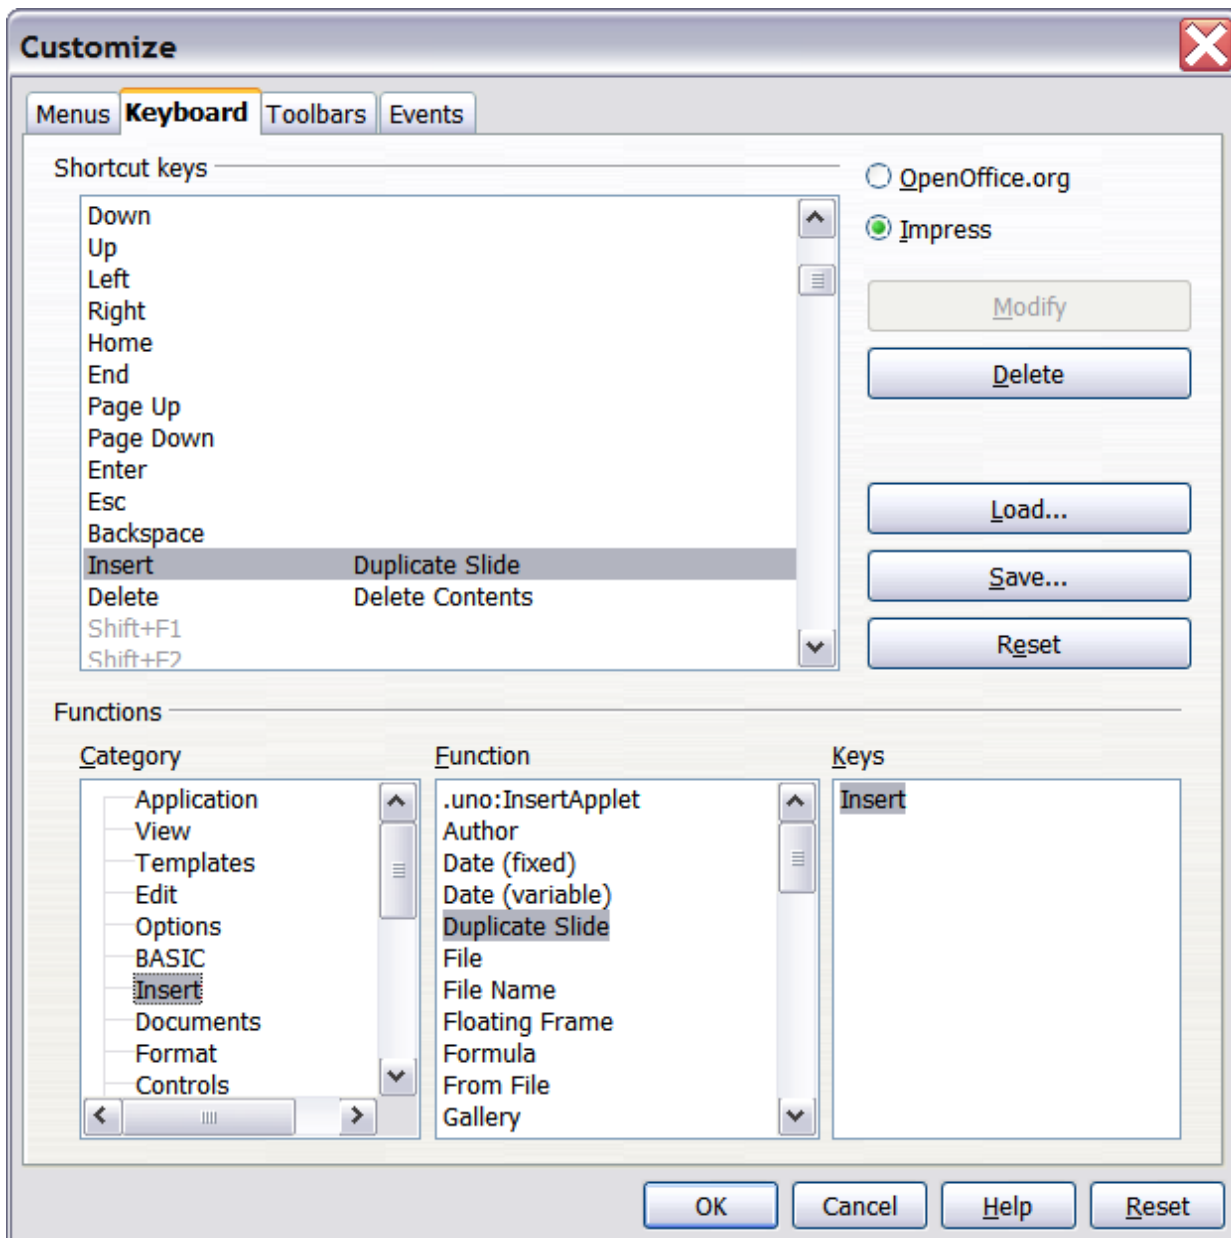 Customize
Menus Keyboard Toolbars Events
Shortcut keys
OpenOffice.org
Impress
Down
Up
Left
Right
Home
End
Page Up
Page Down
Enter
Esc
Backspace
Insert Duplicate Slide
Delete Delete Contents
Shift+F1
Shift+F2
Modify
Delete
Load...
Save...
Reset
Functions
Category
Application
View
Templates
Edit
Options
BASIC
Insert
Documents
Format
Controls
Function
.uno:InsertApplet
Author
Date (fixed)
Date (variable)
Duplicate Slide
File
File Name
Floating Frame
Formula
From File
Gallery
Keys
Insert
OK Cancel Help Reset